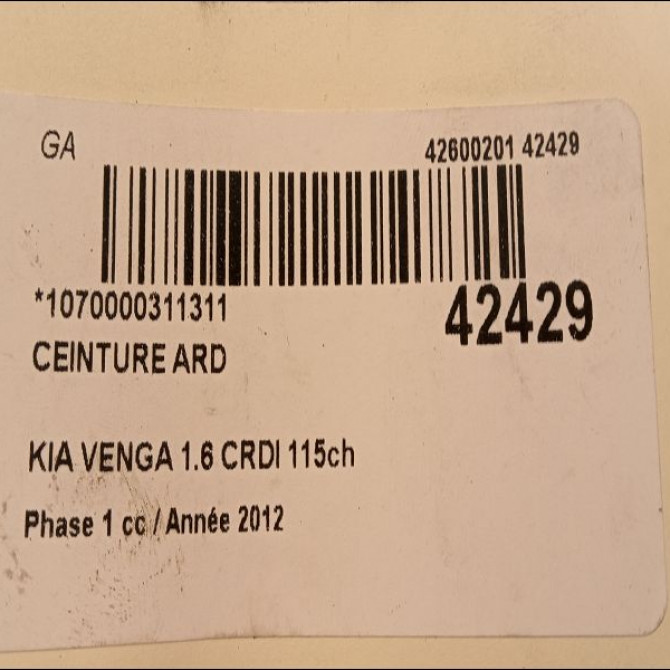 GA
42600201 42429
*1070000311311
42429
CEINTURE ARD
KIA VENGA 1.6 CRDI 115ch
Phase 1 cc / Année 2012